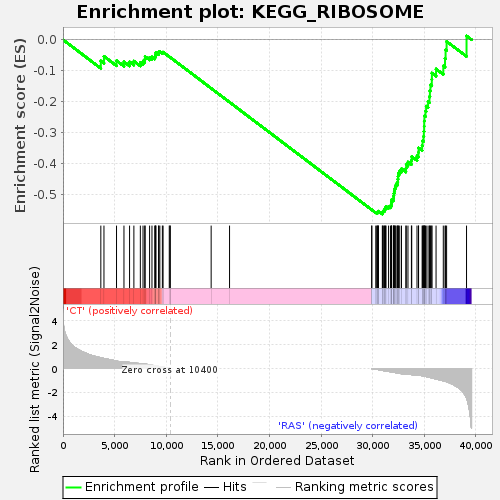 Enrichment plot: KEGG_RIBOSOME
Enrichment score (ES)
0.0
-0.1
-0.2
-0.3
-0.4
-0.5
'CT' (positively correlated)
Ranked list metric (Signal2Noise)
4
2
0
-2
-4
Zero cross at 10400
'RAS' (negatively correlated)
0 5,000 10,000 15,000 20,000 25,000 30,000 35,000 40,000
Rank in Ordered Dataset
Enrichment profile Hits Ranking metric scores